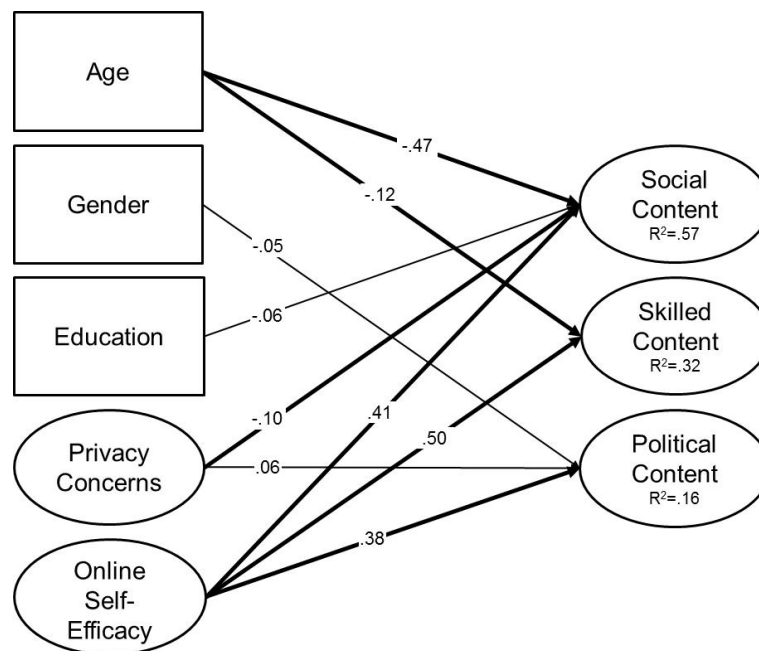 Age
Gender
Education
Privacy
Concerns
Online
Self-
Efficacy
-.47
-.12
-.05
-.06
-.10
.41
.50
.06
.38
Social
Content
R²=.57
Skilled
Content
R²=.32
Political
Content
R²=.16